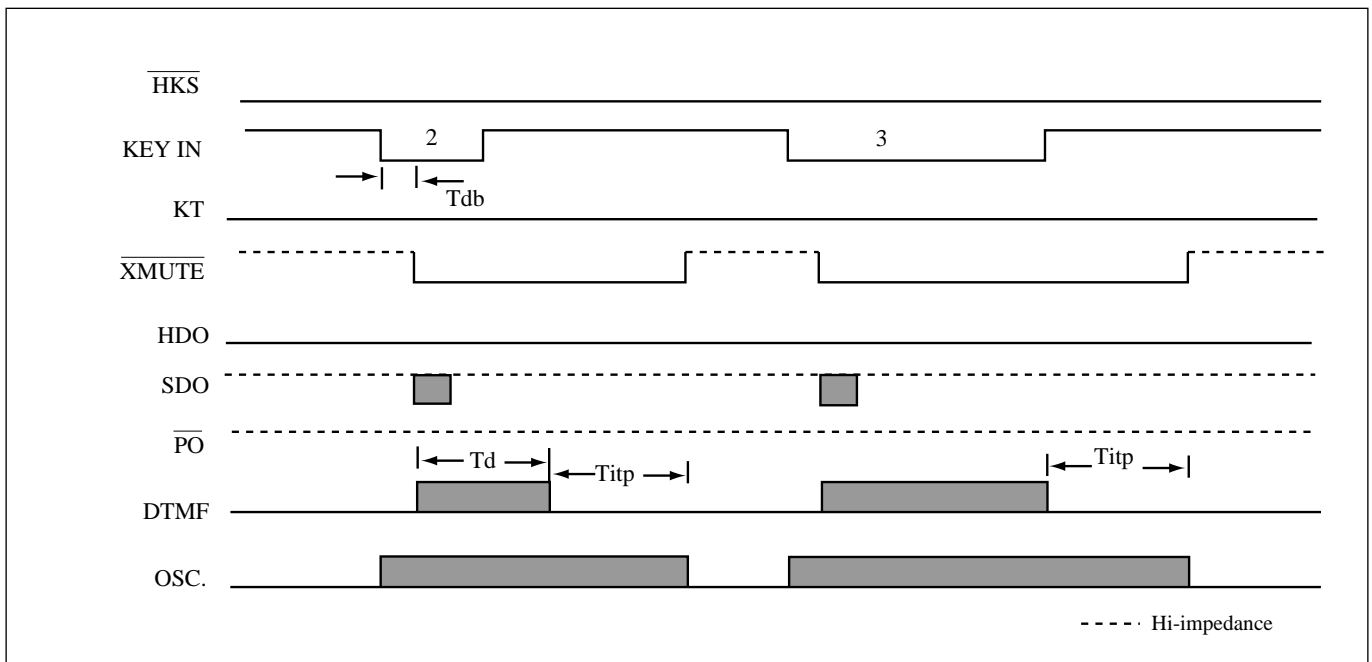 HKS
KEY IN
2
3
Tdb
KT
XMUTE
HDO
SDO
PO
Td
Titp
Titp
DTMF
OSC.
Hi-impedance